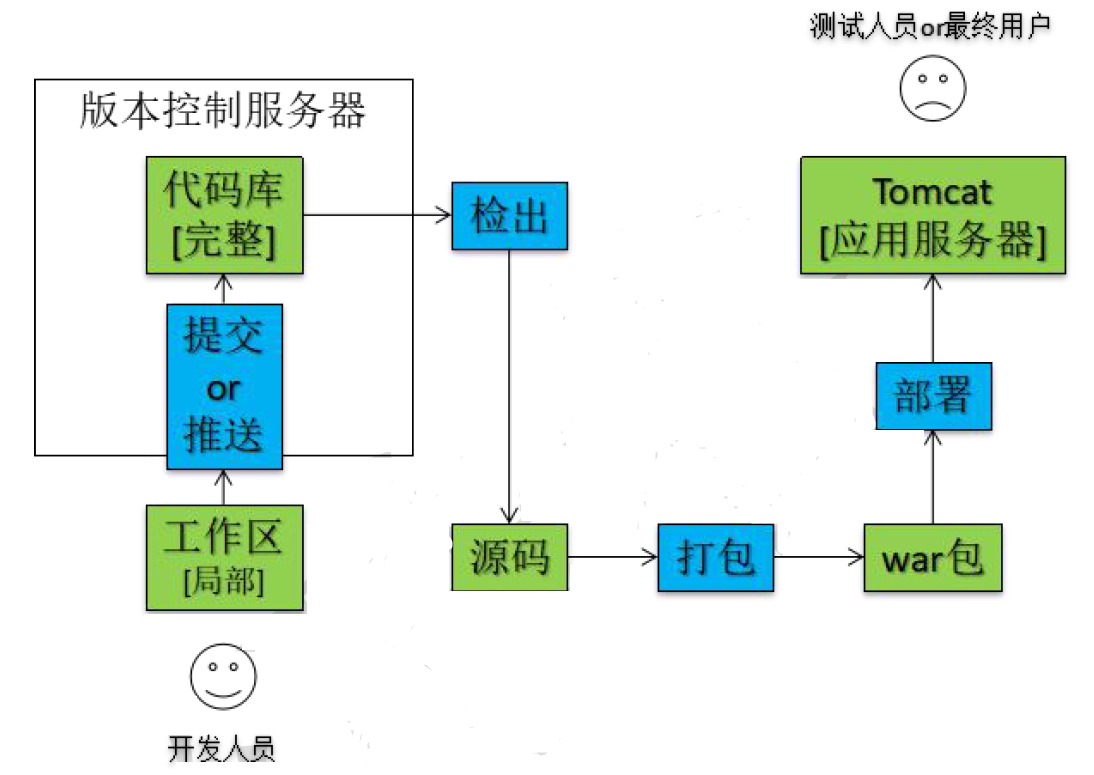 测试人员or最终用户
版本控制服务器
代码库
[完整]
检出
Tomcat
[应用服务器]
提交
or
推送
部署
工作区
[局部]
源码
打包
war包
开发人员